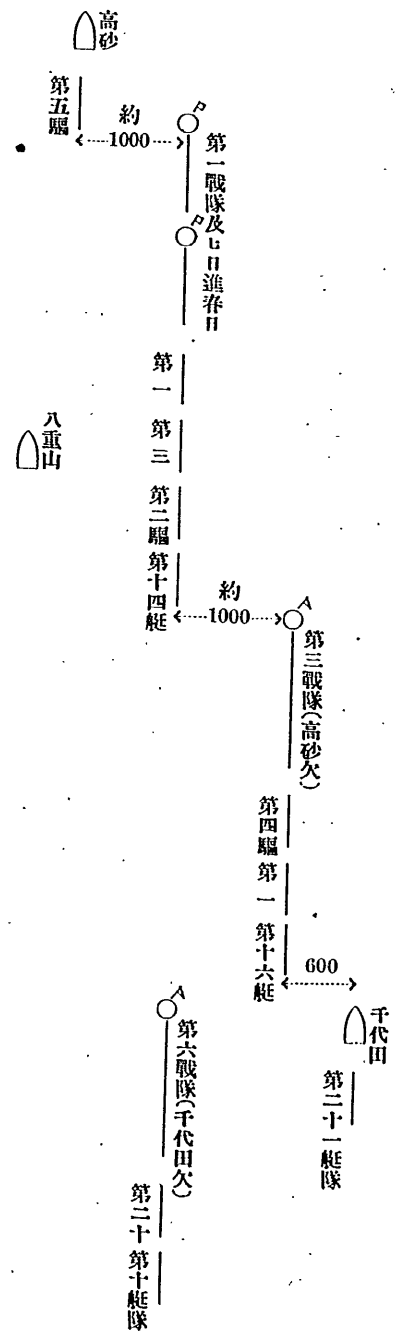 高砂
第五驅
約
1000
P
第一戰隊及七日進春日
P
第一
第三
第二驅
第十四艇
八重山
約
1000
A
第三戰隊(高砂欠)
第四驅
第一
第十六艇
600
千代田
第二十一艇隊
A
第六戰隊(千代田欠)
第二十
第十艇隊